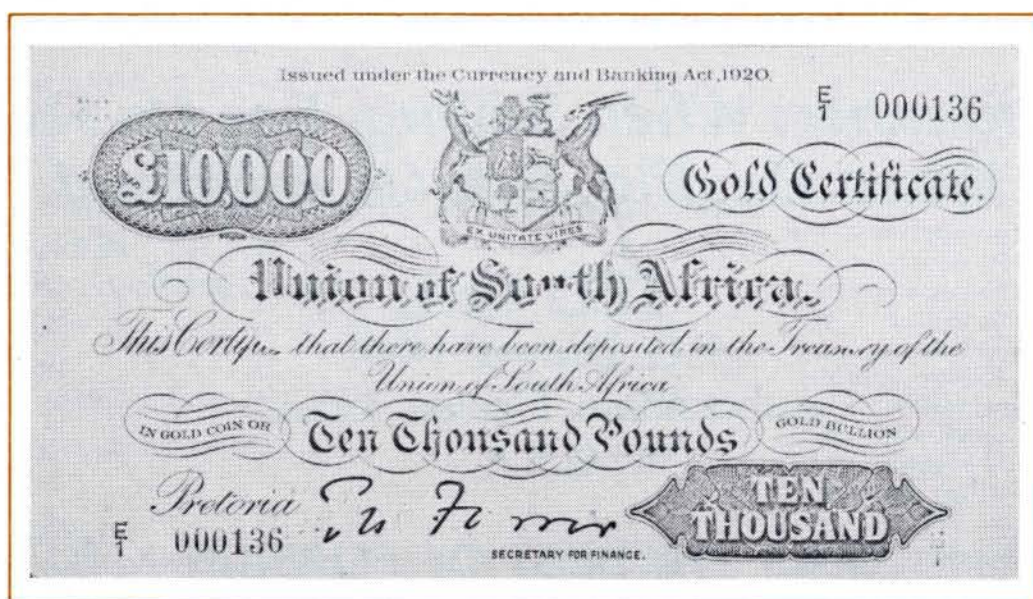 Issued under the Currency and Banking Act, 1920.
E/1 000136
£10,000
Gold Certificate.
EX UNITATE VIRES
Union of South Africa.
This Certifies that there have been deposited in the Treasury of the
Union of South Africa
IN GOLD COIN OR Ten Thousand Pounds GOLD BULLION
Pretoria
E/1 000136
SECRETARY FOR FINANCE.
TEN
THOUSAND